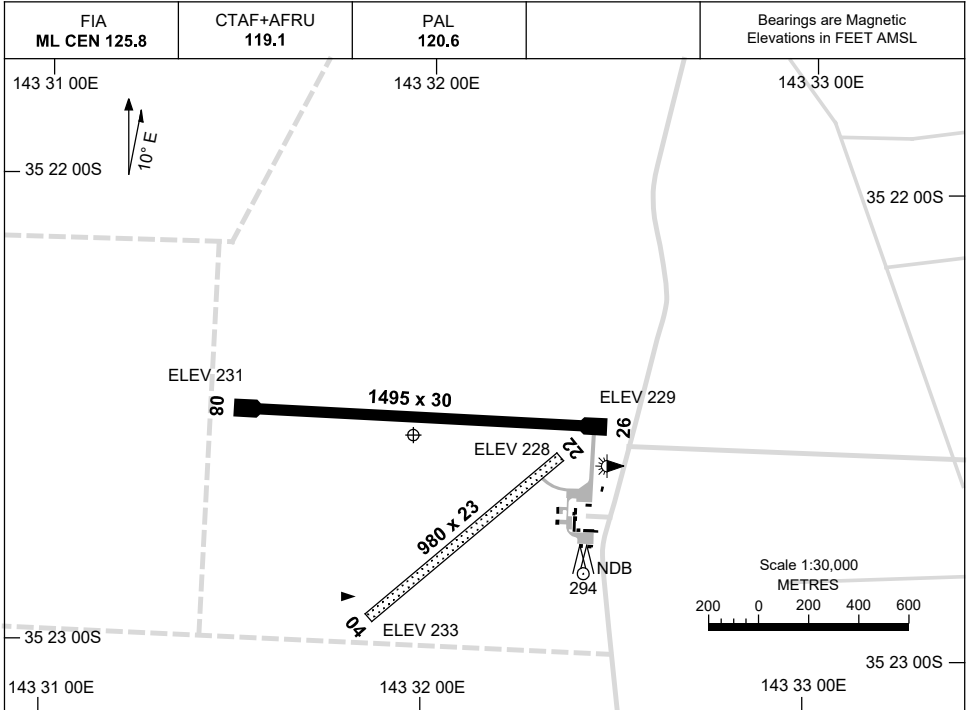 FIA
ML CEN 125.8
CTAF+AFRU
119.1
PAL
120.6
Bearings are Magnetic
Elevations in FEET AMSL
143 31 00E
143 32 00E
143 33 00E
10° E
35 22 00S
35 22 00S
ELEV 231
08
1495 x 30
ELEV 229
26
ELEV 228
22
980 x 23
NDB
294
Scale 1:30,000
METRES
200 0 200 400 600
04
ELEV 233
35 23 00S
35 23 00S
143 31 00E
143 32 00E
143 33 00E